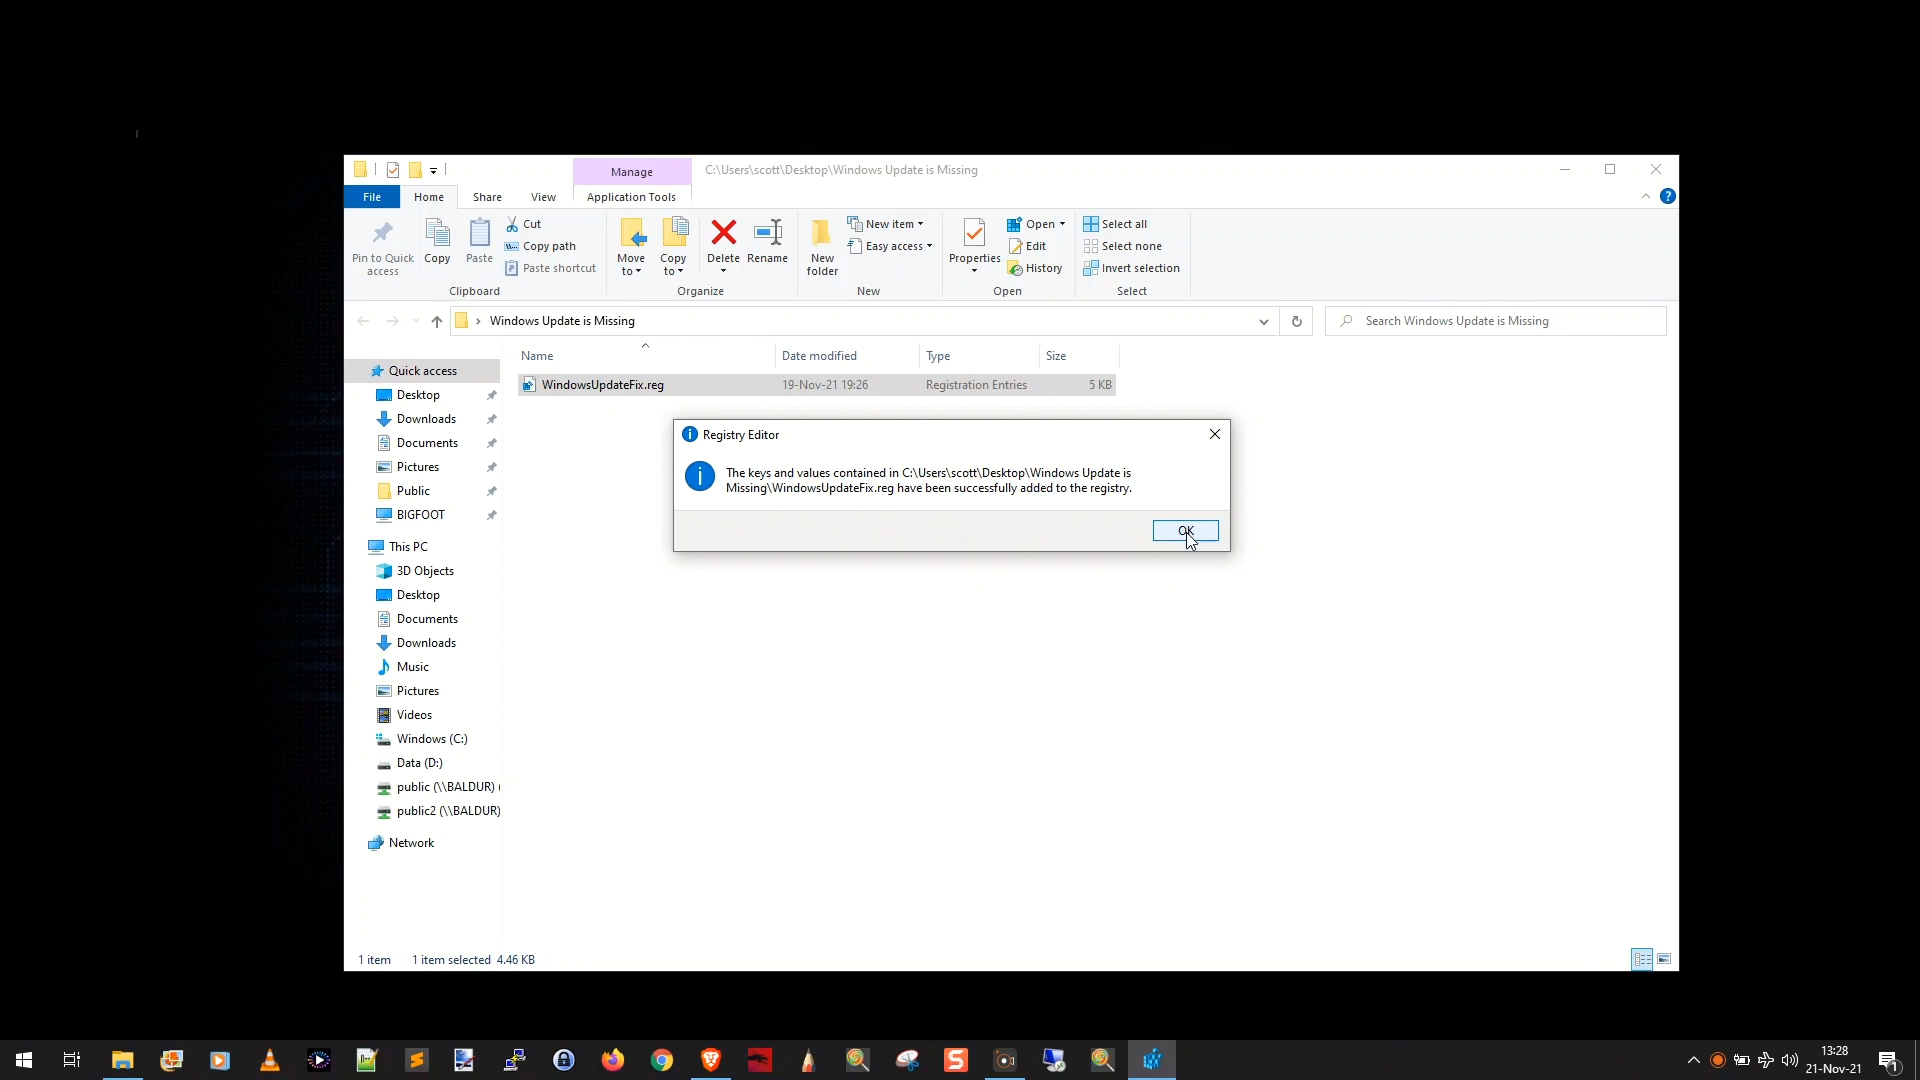 Manage
C:\Users\scott\Desktop\Windows Update is Missing
File
Home
Share
View
Application Tools
Pin to Quick access
Copy
Paste
Cut
Copy path
Paste shortcut
Clipboard
Move to
Copy to
Delete
Rename
Organize
New folder
New item
Easy access
New
Properties
Open
Edit
History
Open
Select all
Select none
Invert selection
Select
Windows Update is Missing
Search Windows Update is Missing
Name
Date modified
Type
Size
WindowsUpdateFix.reg
19-Nov-21 19:26
Registration Entries
5 KB
Quick access
Desktop
Downloads
Documents
Pictures
Public
BIGFOOT
This PC
3D Objects
Desktop
Documents
Downloads
Music
Pictures
Videos
Windows (C:)
Data (D:)
public (\\BALDUR) (
public2 (\\BALDUR)
Network
Registry Editor
The keys and values contained in C:\Users\scott\Desktop\Windows Update is
Missing\WindowsUpdateFix.reg have been successfully added to the registry.
OK
1 item
1 item selected 4.46 KB
13:28
21-Nov-21
1